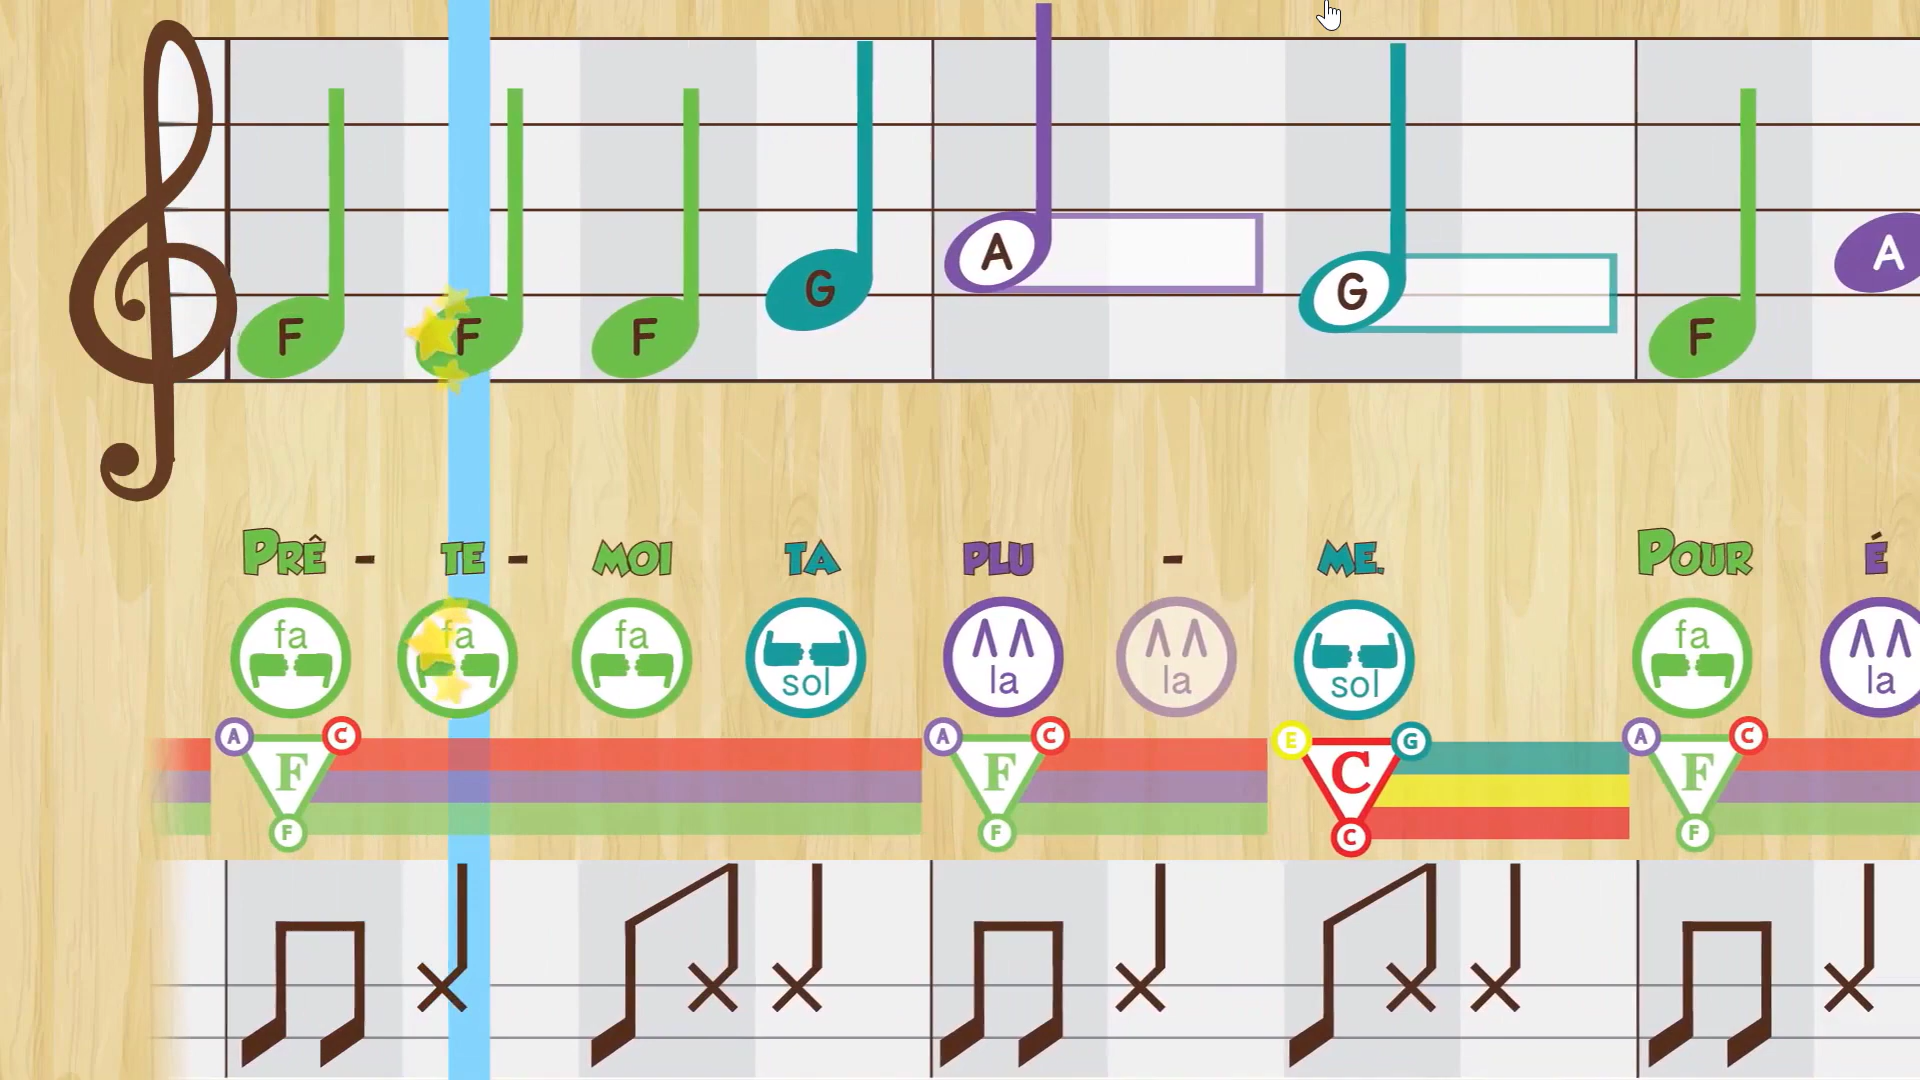 F F F G A G F A
PRÊ - TE - MOI TA PLU - ME. POUR É
fa fa fa sol la la sol fa la
A C A C E G A C
F F C F
F F C F